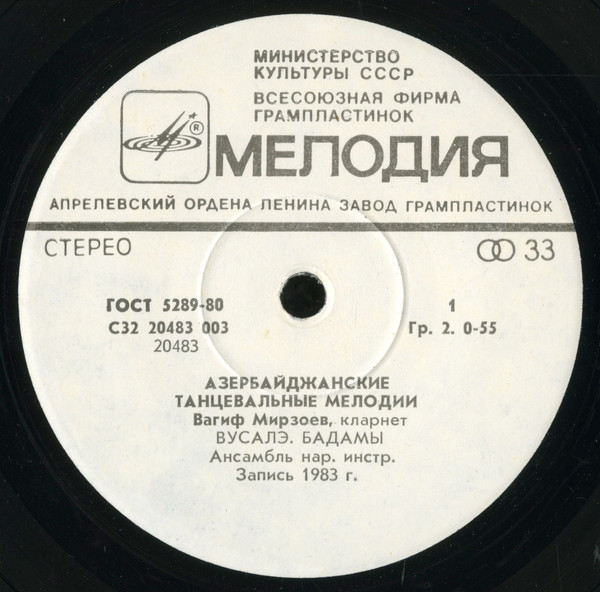 МИНИСТЕРСТВО
КУЛЬТУРЫ СССР
ВСЕСОЮЗНАЯ ФИРМА
ГРАМПЛАСТИНОК
®
МЕЛОДИЯ
АПРЕЛЕВСКИЙ ОРДЕНА ЛЕНИНА ЗАВОД ГРАМПЛАСТИНОК
СТЕРЕО
33
ГОСТ 5289-80
1
С32 20483 003
Гр. 2. 0-55
20483
АЗЕРБАЙДЖАНСКИЕ
ТАНЦЕВАЛЬНЫЕ МЕЛОДИИ
Вагиф Мирзоев, кларнет
ВУСАЛЭ. БАДАМЫ
Ансамбль нар. инстр.
Запись 1983 г.